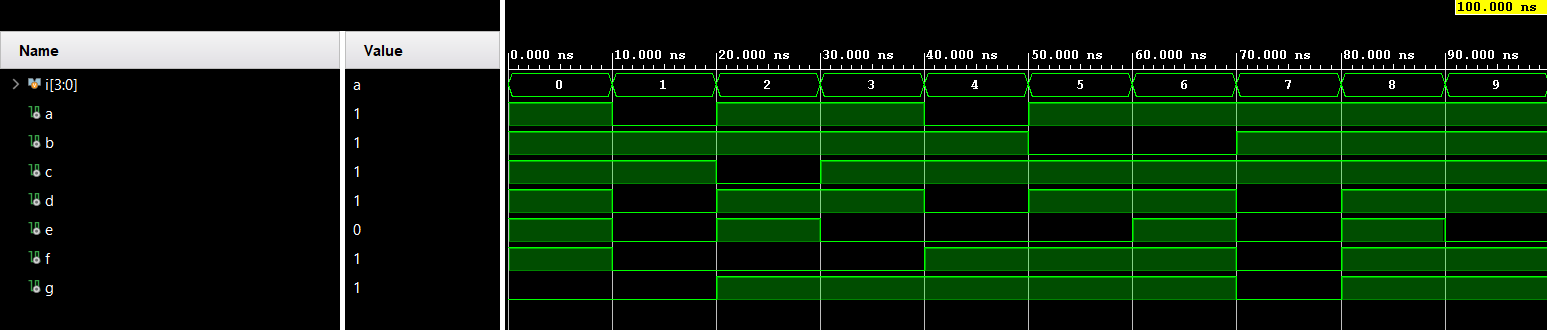 100.000 ns
Name Value
0.000 ns 10.000 ns 20.000 ns 30.000 ns 40.000 ns 50.000 ns 60.000 ns 70.000 ns 80.000 ns 90.000 ns
i[3:0] a 0 1 2 3 4 5 6 7 8 9
a 1
b 1
c 1
d 1
e 0
f 1
g 1